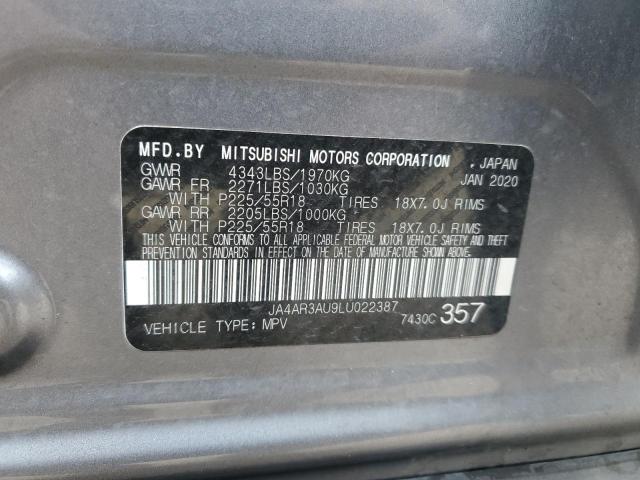 MFD.BY MITSUBISHI MOTORS CORPORATION , JAPAN
GVWR 4343LBS/1970KG JAN 2020
GAWR FR 2271LBS/1030KG
WITH P225/55R18 TIRES 18X7.0J RIMS
GAWR RR 2205LBS/1000KG
WITH P225/55R18 TIRES 18X7.0J RIMS
THIS VEHICLE CONFORMS TO ALL APPLICABLE FEDERAL MOTOR VEHICLE SAFETY AND THEFT
PREVENTION STANDARDS IN EFFECT ON THE DATE OF MANUFACTURE SHOWN ABOVE.
JA4AR3AU9LU022387
VEHICLE TYPE: MPV 7430C 357